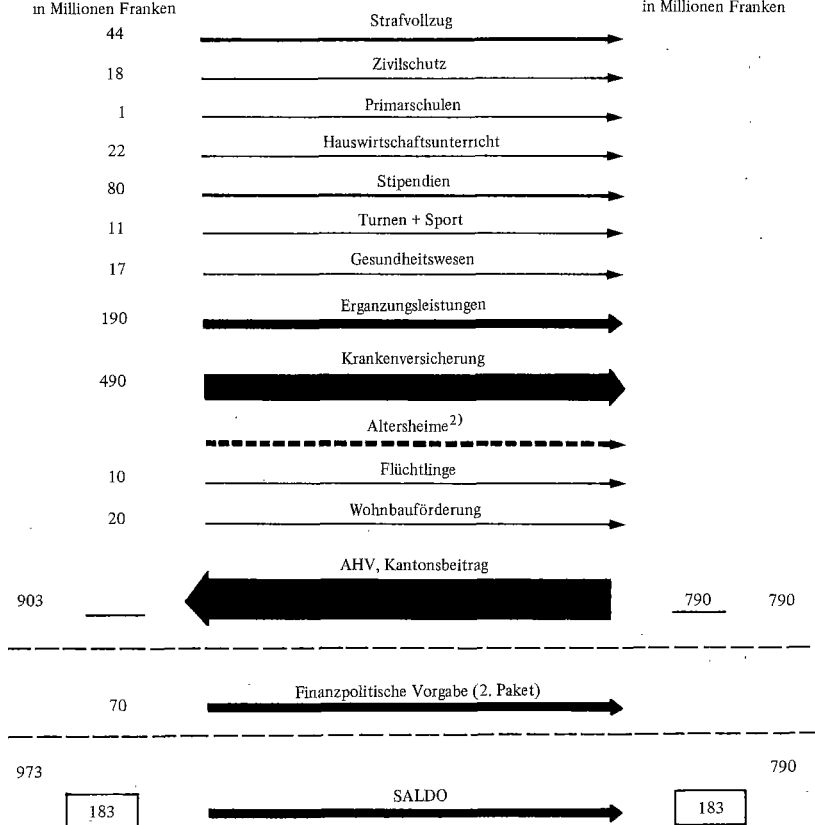 in Millionen Franken in Millionen Franken
Strafvollzug
44
Zivilschutz
18
Primarschulen
1
Hauswirtschaftsunterricht
22
Stipendien
80
Turnen + Sport
11
Gesundheitswesen
17
Erganzungsleistungen
190
Krankenversicherung
490
Altersheime2)
Flüchtlinge
10
Wohnbauförderung
20
AHV, Kantonsbeitrag
903 790 790
Finanzpolitische Vorgabe (2. Paket)
70
973 790
SALDO
183 183